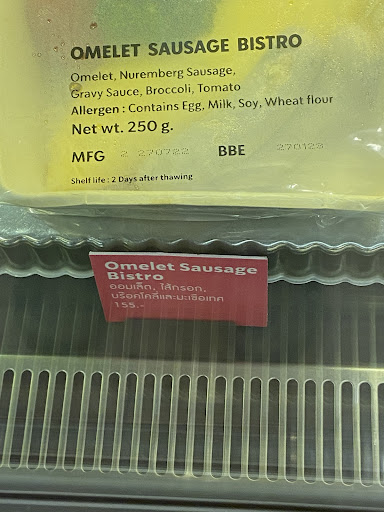 OMELET SAUSAGE BISTRO
Omelet, Nuremberg Sausage,
Gravy Sauce, Broccoli, Tomato
Allergen : Contains Egg, Milk, Soy, Wheat flour
Net wt. 250 g.
MFG 2 270722 BBE 270123
Shelf life : 2 Days after thawing
Omelet Sausage
Bistro
ออมเล็ท, ไส้กรอก,
บร็อคโคลี่และมะเขือเทศ
155.-